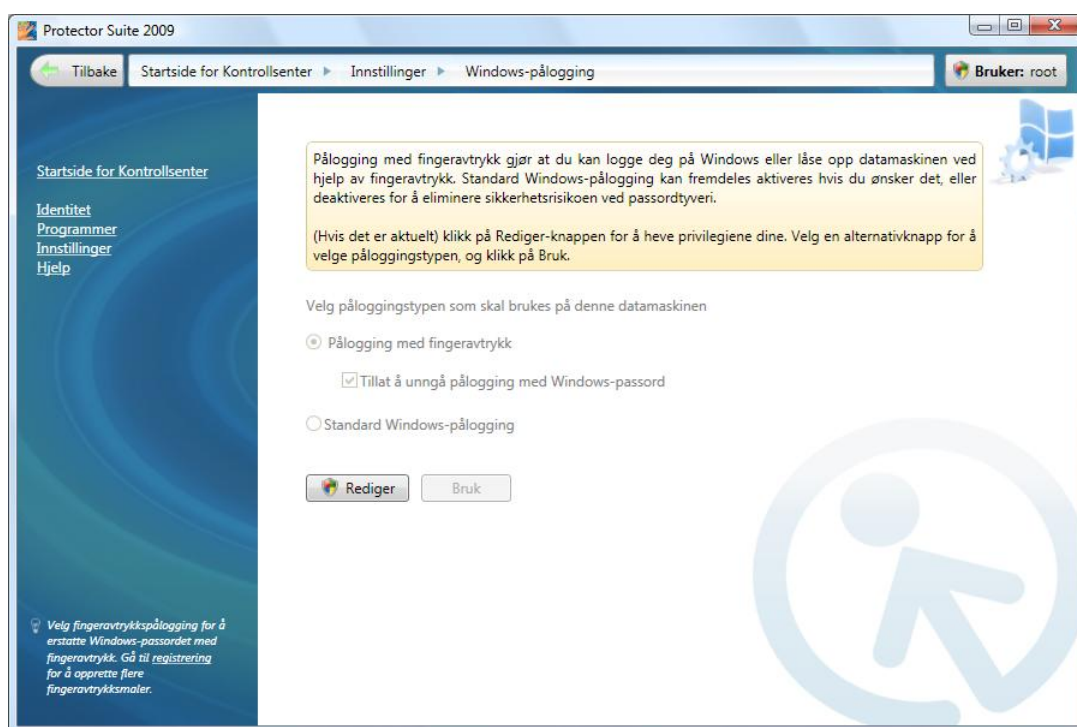 Protector Suite 2009
Tilbake
Startside for Kontrollsenter
Innstillinger
Windows-pålogging
Bruker: root
Startside for Kontrollsenter
Identitet
Programmer
Innstillinger
Hjelp
Pålogging med fingeravtrykk gjør at du kan logge deg på Windows eller låse opp datamaskinen ved
hjelp av fingeravtrykk. Standard Windows-pålogging kan fremdeles aktiveres hvis du ønsker det, eller
deaktiveres for å eliminere sikkerhetsrisikoen ved passordtyveri.
(Hvis det er aktuelt) klikk på Rediger-knappen for å heve privilegiene dine. Velg en alternativknapp for å
velge påloggingstypen, og klikk på Bruk.
Velg påloggingstypen som skal brukes på denne datamaskinen
Pålogging med fingeravtrykk
Tillat å unngå pålogging med Windows-passord
Standard Windows-pålogging
Rediger
Bruk
Velg fingeravtrykkspålogging for å
erstatte Windows-passordet med
fingeravtrykk. Gå til registrering
for å opprette flere
fingeravtrykksmaler.